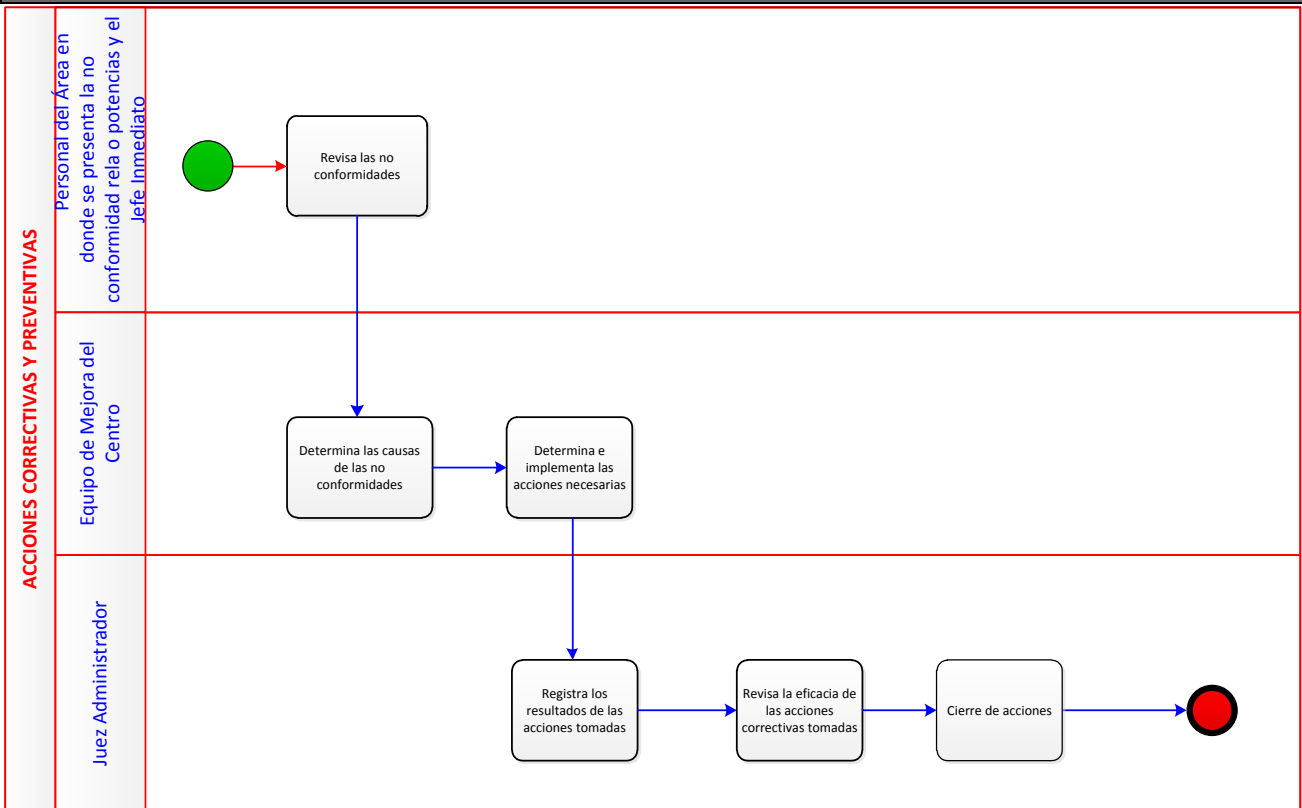 ACCIONES CORRECTIVAS Y PREVENTIVAS
Personal del Área en
donde se presenta la no
conformidad rela o potencias y el
Jefe Inmediato
Revisa las no
conformidades
Equipo de Mejora del
Centro
Determina las causas
de las no
conformidades
Determina e
implementa las
acciones necesarias
Juez Administrador
Registra los
resultados de las
acciones tomadas
Revisa la eficacia de
las acciones
correctivas tomadas
Cierre de acciones